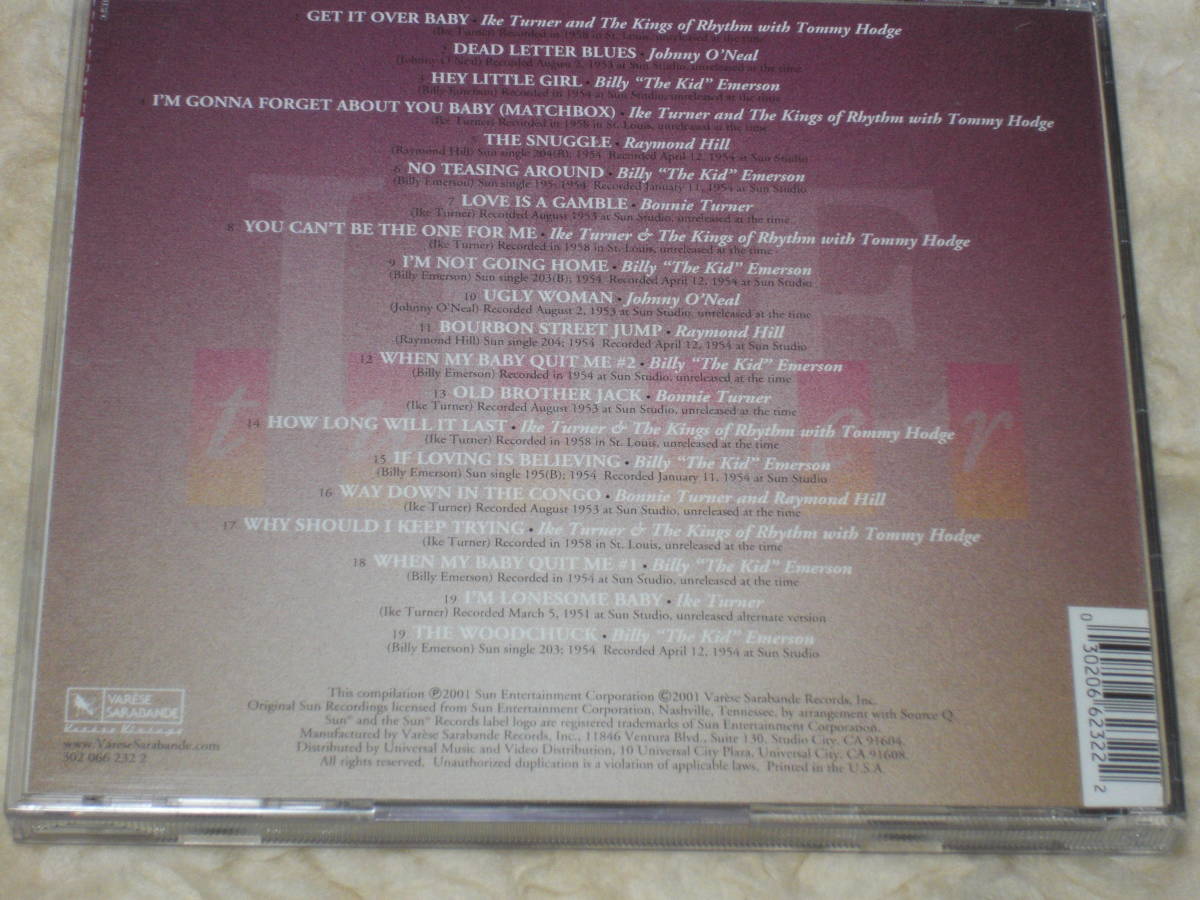 GET IT OVER BABY • Ike Turner and The Kings of Rhythm with Tommy Hodge
(Ike Turner) Recorded in 1958 in St. Louis, unreleased at the time
2 DEAD LETTER BLUES • Johnny O'Neal
(Johnny O'Neal) Recorded August 2, 1953 at Sun Studio, unreleased at the time
3 HEY LITTLE GIRL • Billy "The Kid" Emerson
(Billy Emerson) Recorded in 1954 at Sun Studio, unreleased at the time
4 I'M GONNA FORGET ABOUT YOU BABY (MATCHBOX) • Ike Turner and The Kings of Rhythm with Tommy Hodge
(Ike Turner) Recorded in 1958 in St. Louis, unreleased at the time
5 THE SNUGGLE • Raymond Hill
(Raymond Hill) Sun single 204(B); 1954 Recorded April 12, 1954 at Sun Studio
6 NO TEASING AROUND • Billy "The Kid" Emerson
(Billy Emerson) Sun single 195; 1954 Recorded January 11, 1954 at Sun Studio
7 LOVE IS A GAMBLE • Bonnie Turner
(Ike Turner) Recorded August 1953 at Sun Studio, unreleased at the time
8 YOU CAN'T BE THE ONE FOR ME • Ike Turner & The Kings of Rhythm with Tommy Hodge
(Ike Turner) Recorded in 1958 in St. Louis, unreleased at the time
9 I'M NOT GOING HOME • Billy "The Kid" Emerson
(Billy Emerson) Sun single 203(B); 1954 Recorded April 12, 1954 at Sun Studio
10 UGLY WOMAN • Johnny O'Neal
(Johnny O'Neal) Recorded August 2, 1953 at Sun Studio, unreleased at the time
11 BOURBON STREET JUMP • Raymond Hill
(Raymond Hill) Sun single 204; 1954 Recorded April 12, 1954 at Sun Studio
12 WHEN MY BABY QUIT ME #2 • Billy "The Kid" Emerson
(Billy Emerson) Recorded in 1954 at Sun Studio, unreleased at the time
13 OLD BROTHER JACK • Bonnie Turner
(Ike Turner) Recorded August 1953 at Sun Studio, unreleased at the time
14 HOW LONG WILL IT LAST • Ike Turner & The Kings of Rhythm with Tommy Hodge
(Ike Turner) Recorded in 1958 in St. Louis, unreleased at the time
15 IF LOVING IS BELIEVING • Billy "The Kid" Emerson
(Billy Emerson) Sun single 195(B); 1954 Recorded January 11, 1954 at Sun Studio
16 WAY DOWN IN THE CONGO • Bonnie Turner and Raymond Hill
(Ike Turner) Recorded August 1953 at Sun Studio, unreleased at the time
17 WHY SHOULD I KEEP TRYING • Ike Turner & The Kings of Rhythm with Tommy Hodge
(Ike Turner) Recorded in 1958 in St. Louis, unreleased at the time
18 WHEN MY BABY QUIT ME #1 • Billy "The Kid" Emerson
(Billy Emerson) Recorded in 1954 at Sun Studio, unreleased at the time
19 I'M LONESOME BABY • Ike Turner
(Ike Turner) Recorded March 5, 1951 at Sun Studio, unreleased alternate version
19 THE WOODCHUCK • Billy "The Kid" Emerson
(Billy Emerson) Sun single 203; 1954 Recorded April 12, 1954 at Sun Studio
IKE
turner
VARÈSE
SARABANDE
Varèse Vintage
www.VareseSarabande.com
302 066 232 2
This compilation ℗2001 Sun Entertainment Corporation ©2001 Varèse Sarabande Records, Inc.
Original Sun Recordings licensed from Sun Entertainment Corporation, Nashville, Tennessee, by arrangement with Source Q.
Sun® and the Sun® Records label logo are registered trademarks of Sun Entertainment Corporation.
Manufactured by Varèse Sarabande Records, Inc., 11846 Ventura Blvd., Suite 130, Studio City, CA 91604.
Distributed by Universal Music and Video Distribution, 10 Universal City Plaza, Universal City, CA 91608.
All rights reserved. Unauthorized duplication is a violation of applicable laws. Printed in the U.S.A.
0 30206 62322 2